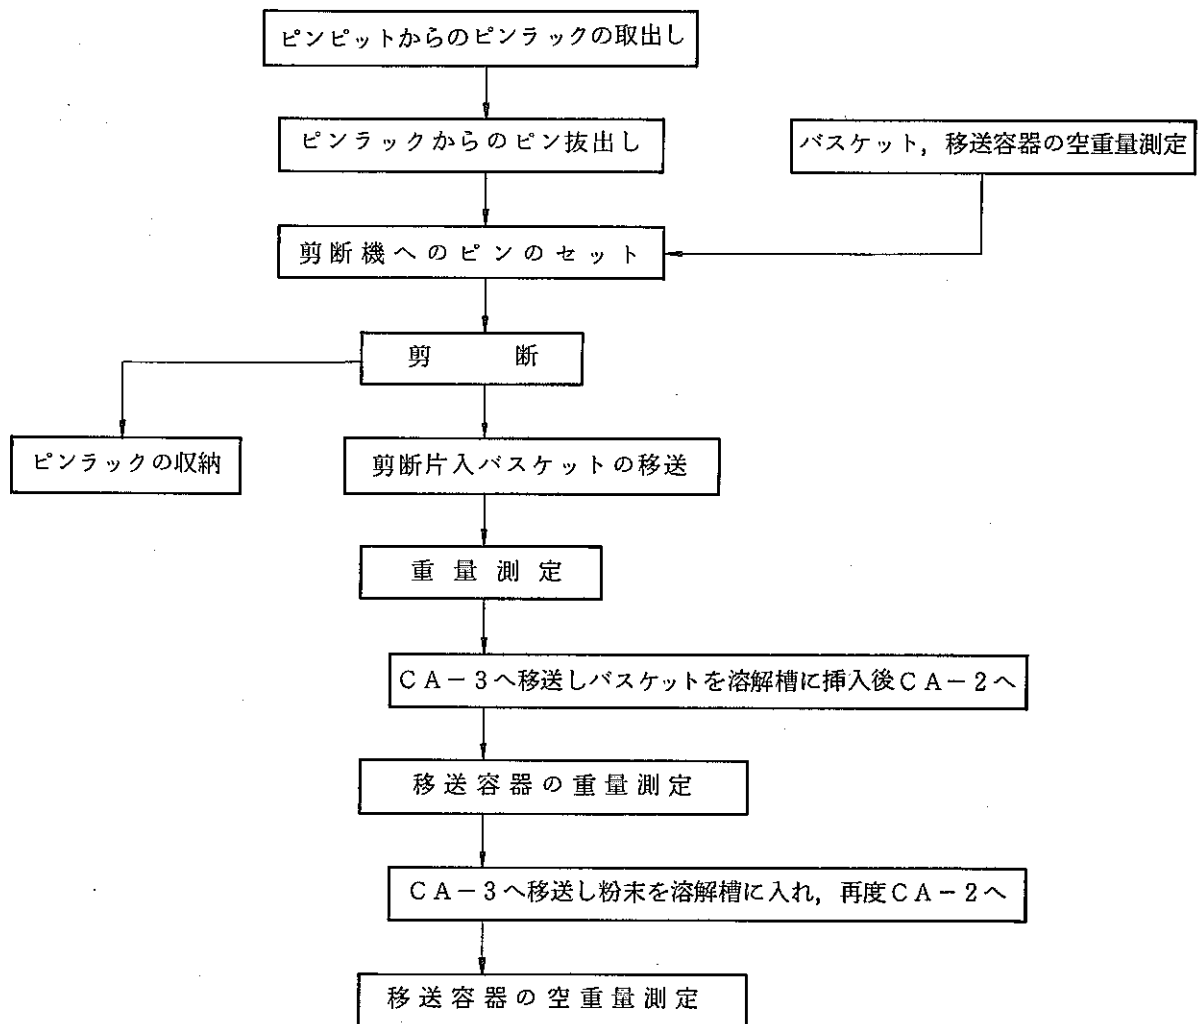 ピンピットからのピンラックの取出し
ピンラックからのピン抜出し
バスケット，移送容器の空重量測定
剪断機へのピンのセット
剪断
ピンラックの収納
剪断片入バスケットの移送
重量測定
CA－3へ移送しバスケットを溶解槽に挿入後CA－2へ
移送容器の重量測定
CA－3へ移送し粉末を溶解槽に入れ，再度CA－2へ
移送容器の空重量測定